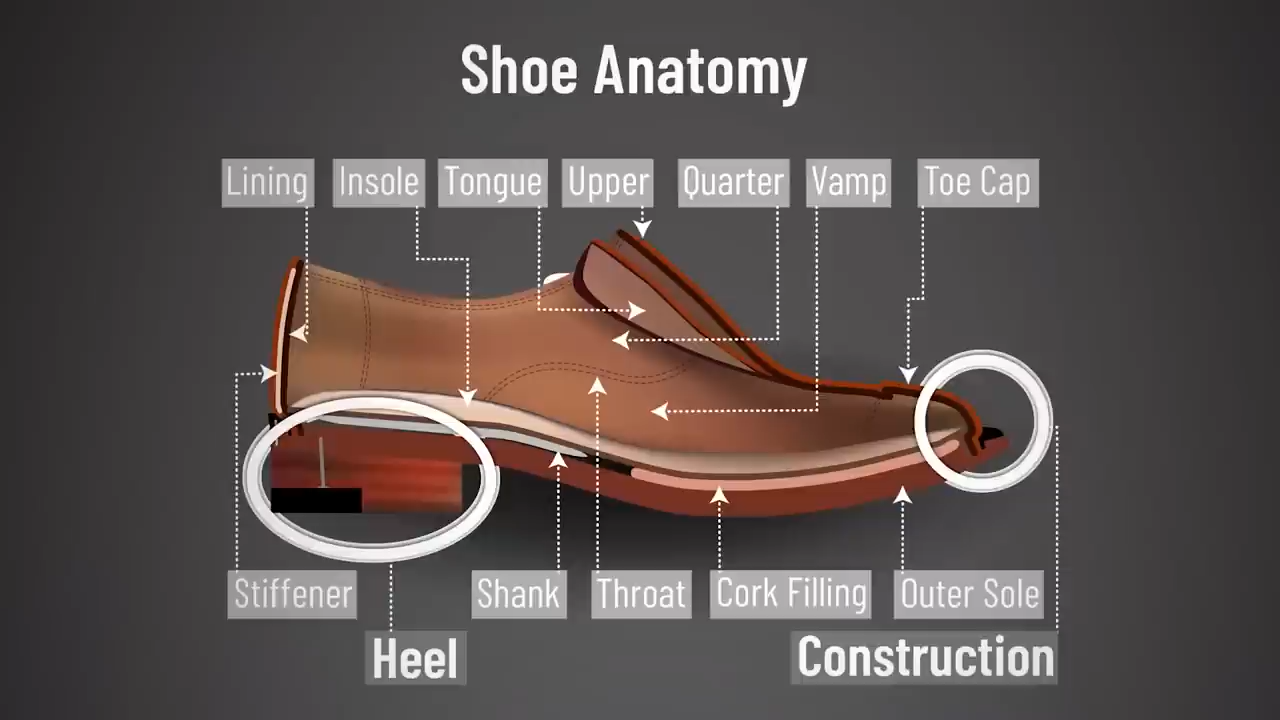 Shoe Anatomy
Lining
Insole
Tongue
Upper
Quarter
Vamp
Toe Cap
Stiffener
Shank
Throat
Cork Filling
Outer Sole
Heel
Construction